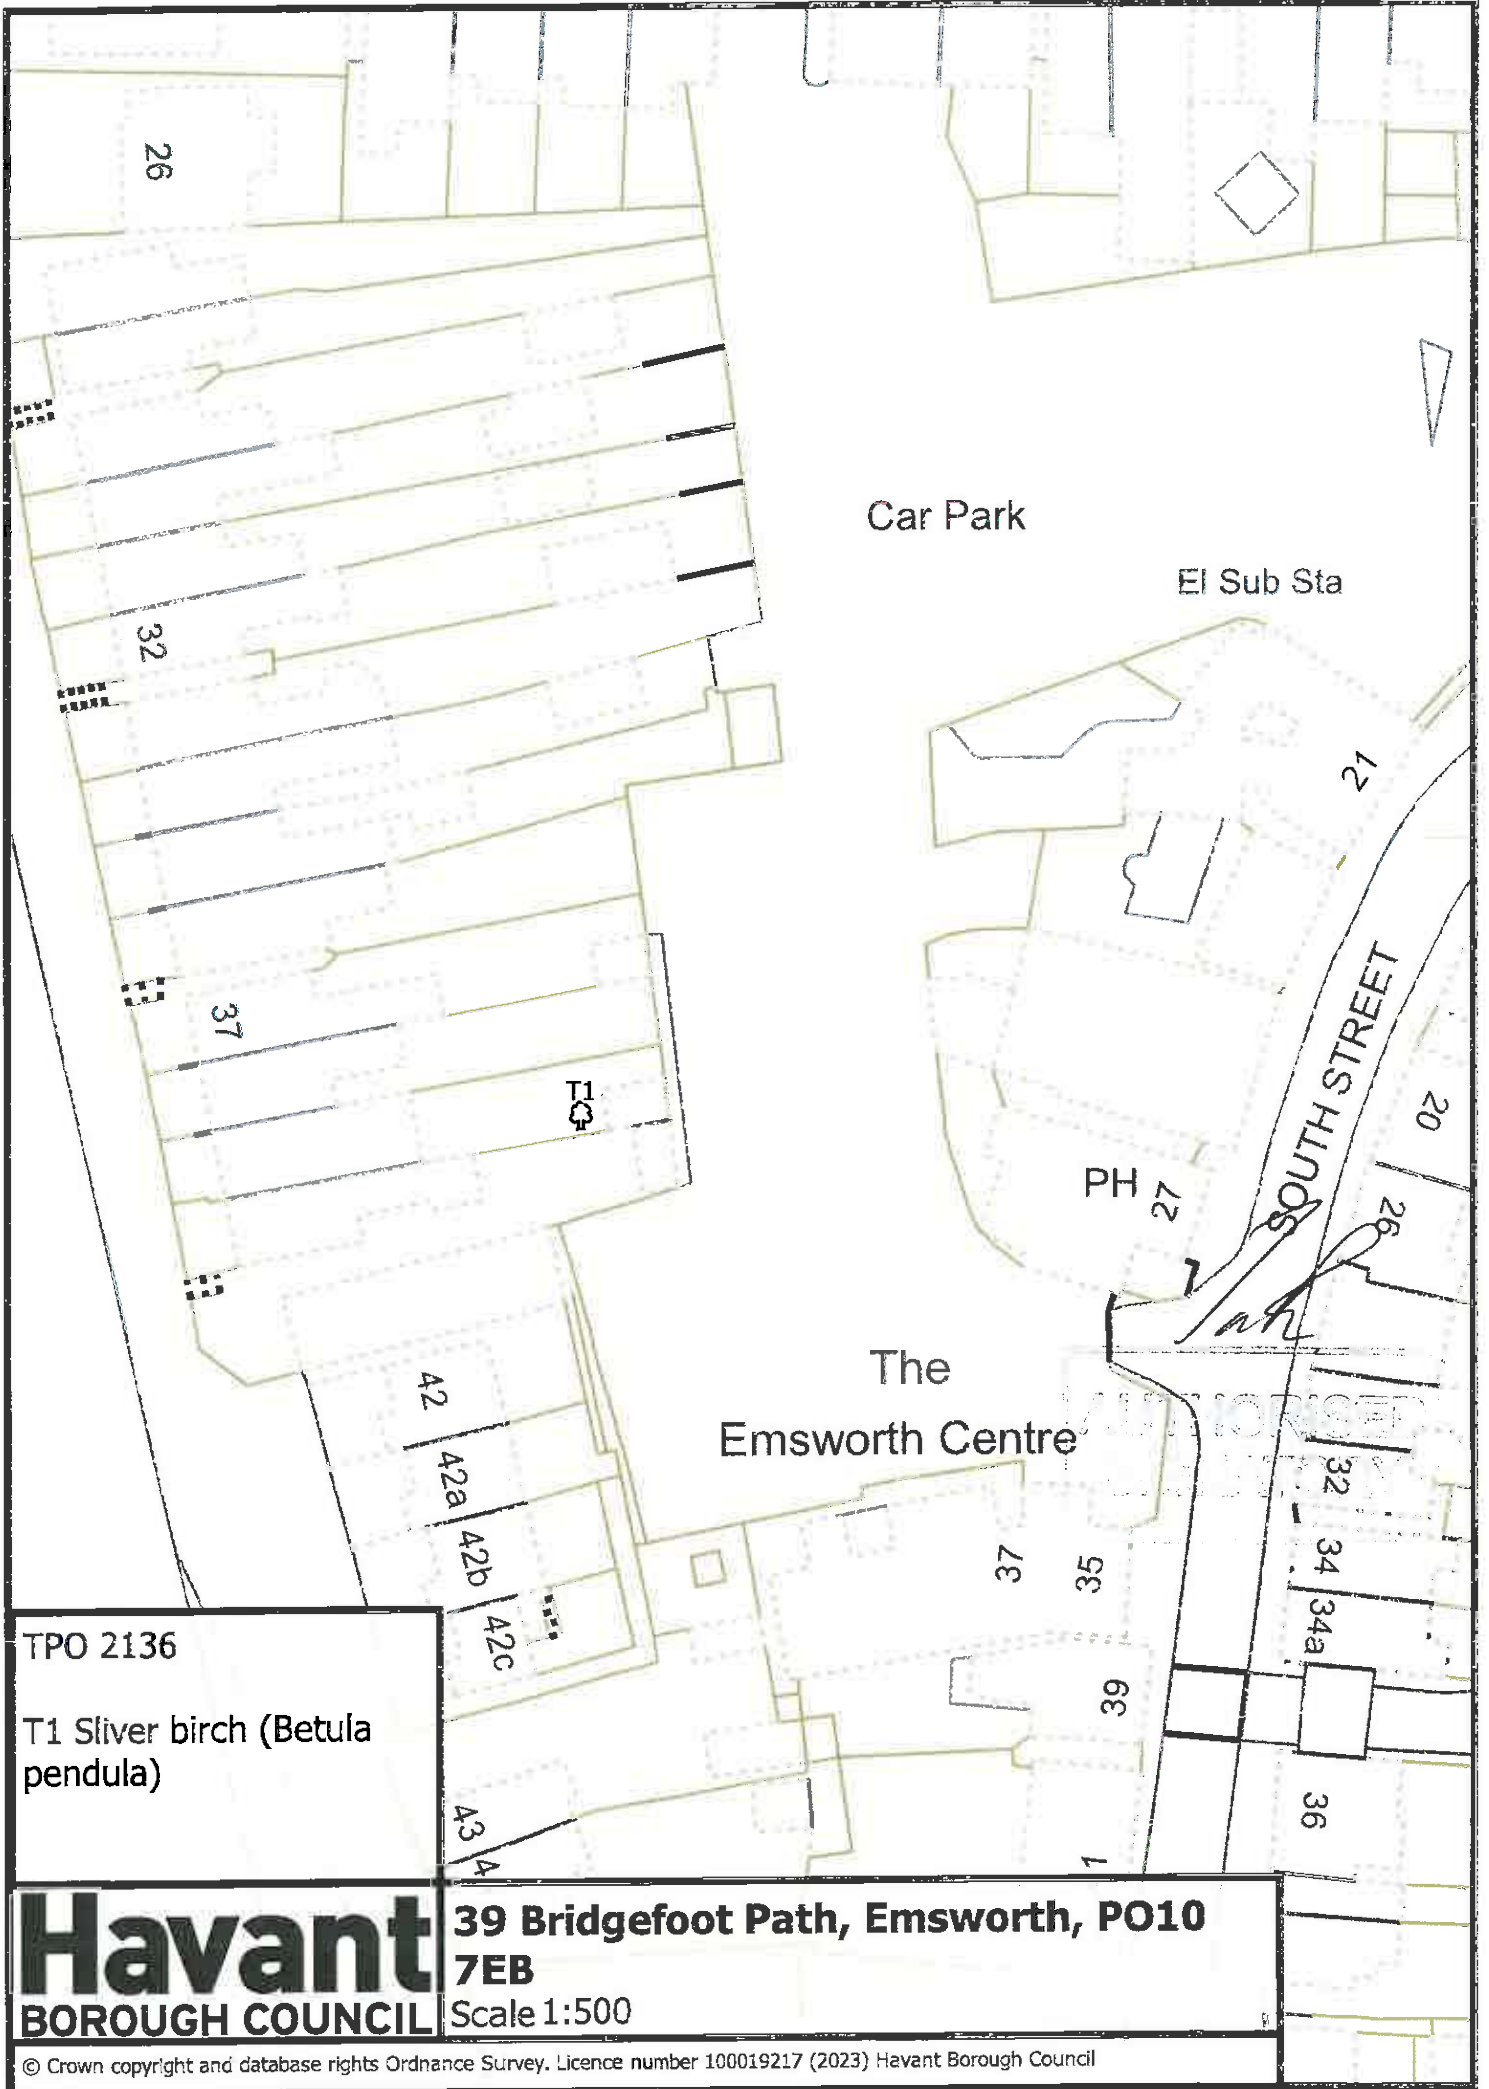 26
Car Park
El Sub Sta
32
21
37
T1
SOUTH STREET
20
PH
27
26
The
Emsworth Centre
AUTHORISED
42
42a
42b
42c
32
34
34a
37
35
39
36
43
4
1
TPO 2136
T1 Sliver birch (Betula
pendula)
Havant
BOROUGH COUNCIL
39 Bridgefoot Path, Emsworth, PO10
7EB
Scale 1:500
© Crown copyright and database rights Ordnance Survey. Licence number 100019217 (2023) Havant Borough Council